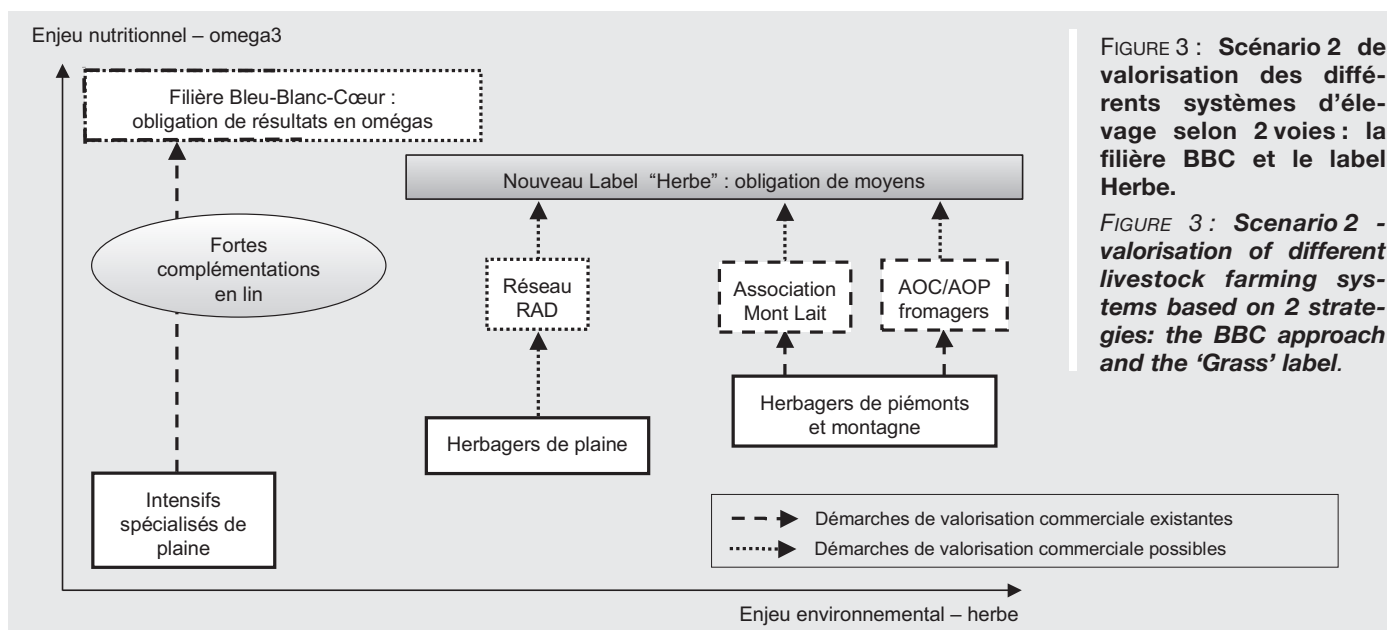 Enjeu nutritionnel – omega3
Filière Bleu-Blanc-Cœur :
obligation de résultats en omégas
Nouveau Label “Herbe” : obligation de moyens
Fortes
complémentations
en lin
Réseau
RAD
Association
Mont Lait
AOC/AOP
fromagers
Herbagers de plaine
Herbagers de piémonts
et montagne
Intensifs
spécialisés de
plaine
Démarches de valorisation commerciale existantes
Démarches de valorisation commerciale possibles
Enjeu environnemental – herbe
FIGURE 3 : Scénario 2 de
valorisation des diffé-
rents systèmes d'éle-
vage selon 2 voies : la
filière BBC et le label
Herbe.
FIGURE 3 : Scenario 2 -
valorisation of different
livestock farming sys-
tems based on 2 strate-
gies: the BBC approach
and the ‘Grass’ label.